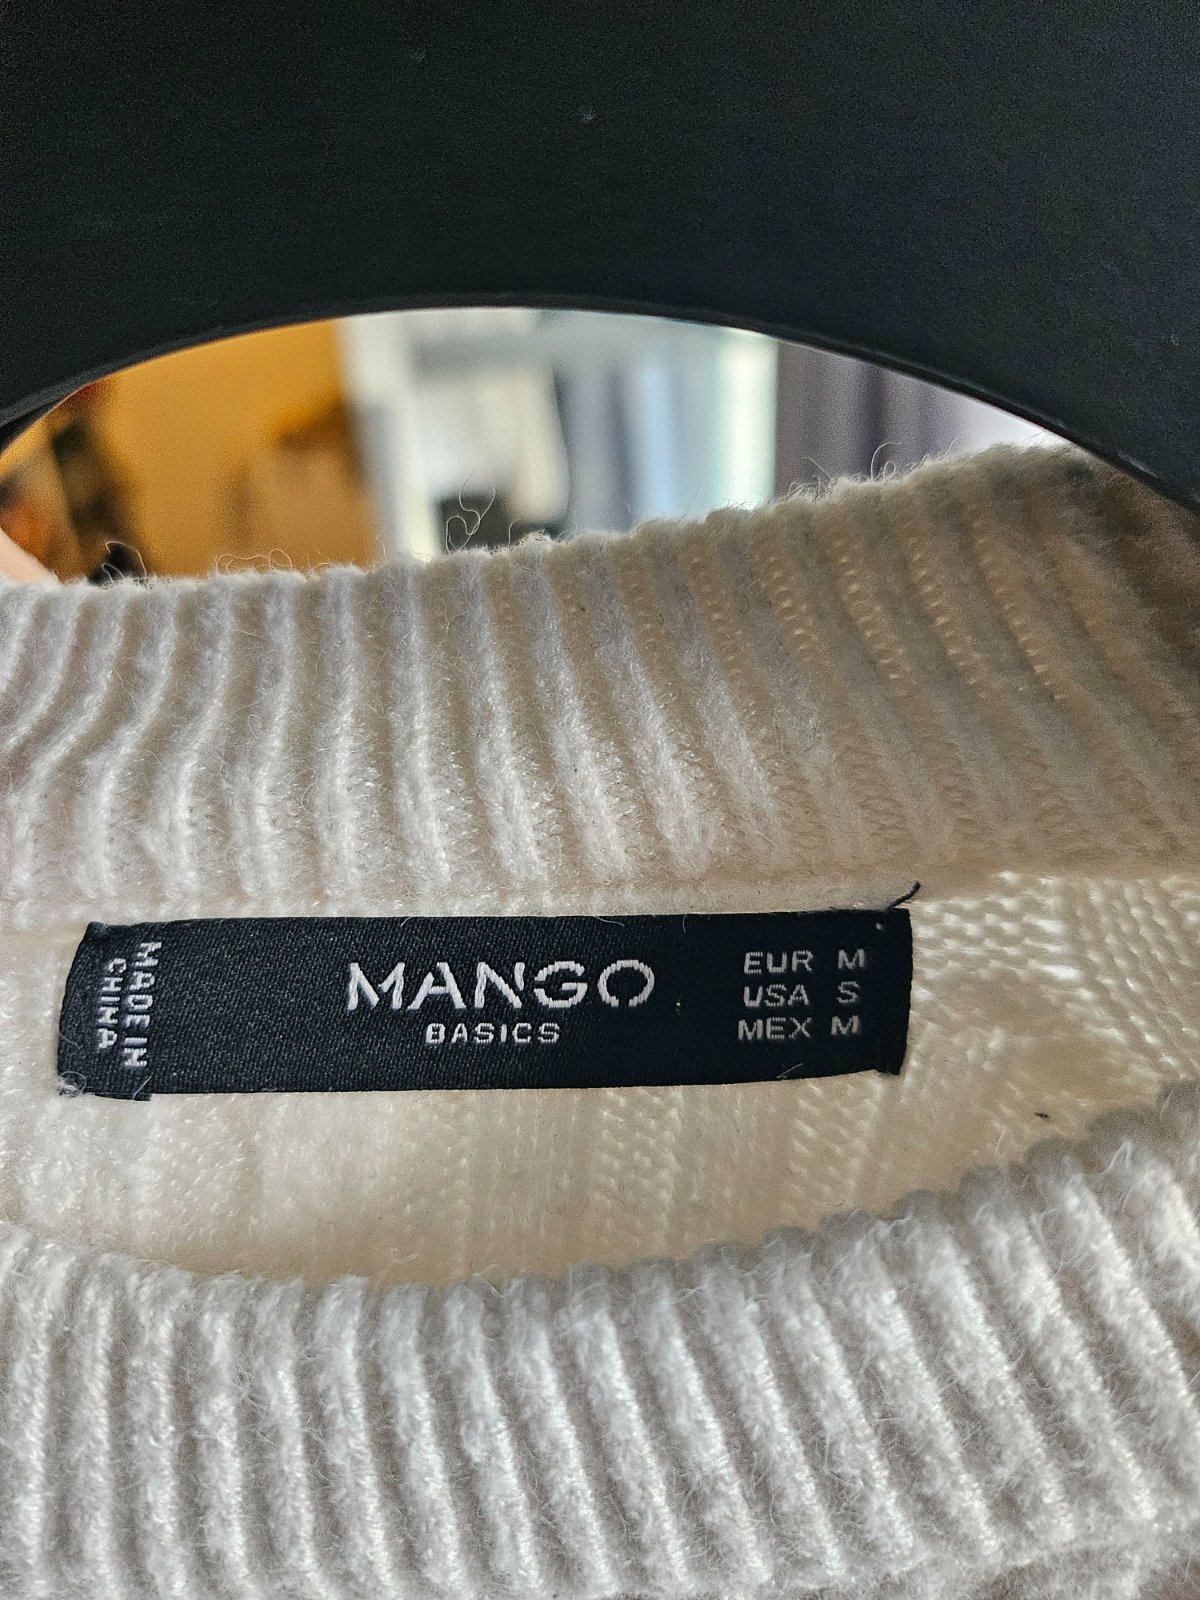 MADE IN
CHINA
MANGO
BASICS
EUR M
USA S
MEX M